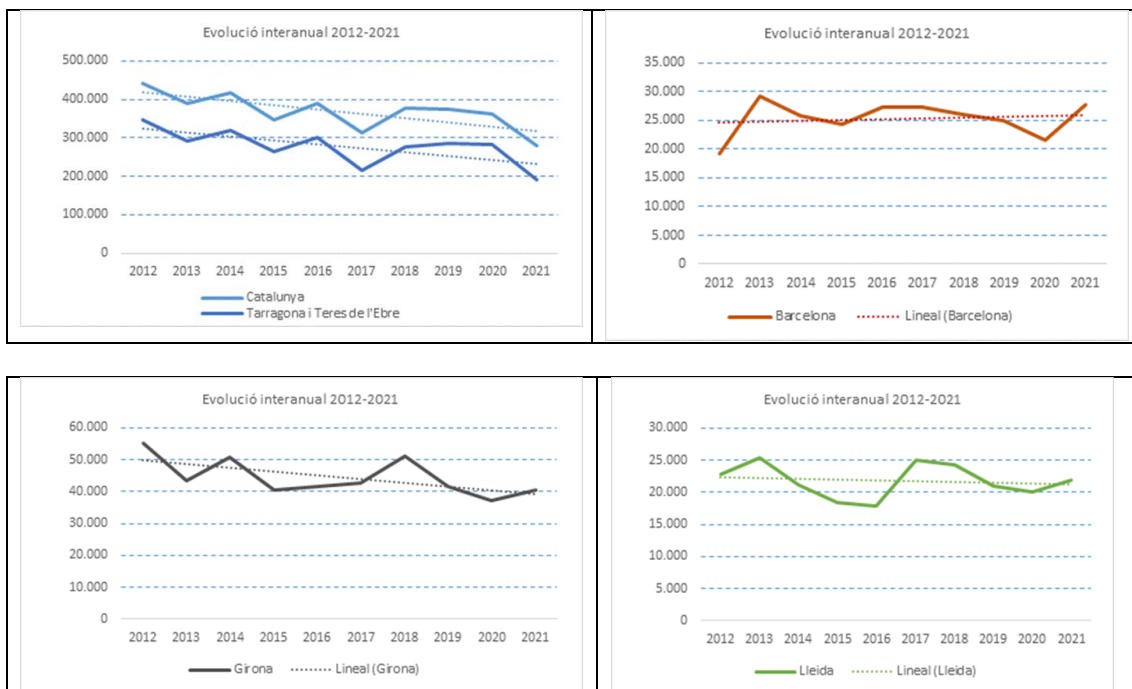 Evolució interanual 2012-2021
500.000
400.000
300.000
200.000
100.000
0
2012 2013 2014 2015 2016 2017 2018 2019 2020 2021
Catalunya
Tarragona i Teres de l'Ebre
Evolució interanual 2012-2021
35.000
30.000
25.000
20.000
15.000
10.000
5.000
0
2012 2013 2014 2015 2016 2017 2018 2019 2020 2021
Barcelona Lineal (Barcelona)
Evolució interanual 2012-2021
60.000
50.000
40.000
30.000
20.000
10.000
0
2012 2013 2014 2015 2016 2017 2018 2019 2020 2021
Girona Lineal (Girona)
Evolució interanual 2012-2021
30.000
25.000
20.000
15.000
10.000
5.000
0
2012 2013 2014 2015 2016 2017 2018 2019 2020 2021
Lleida Lineal (Lleida)